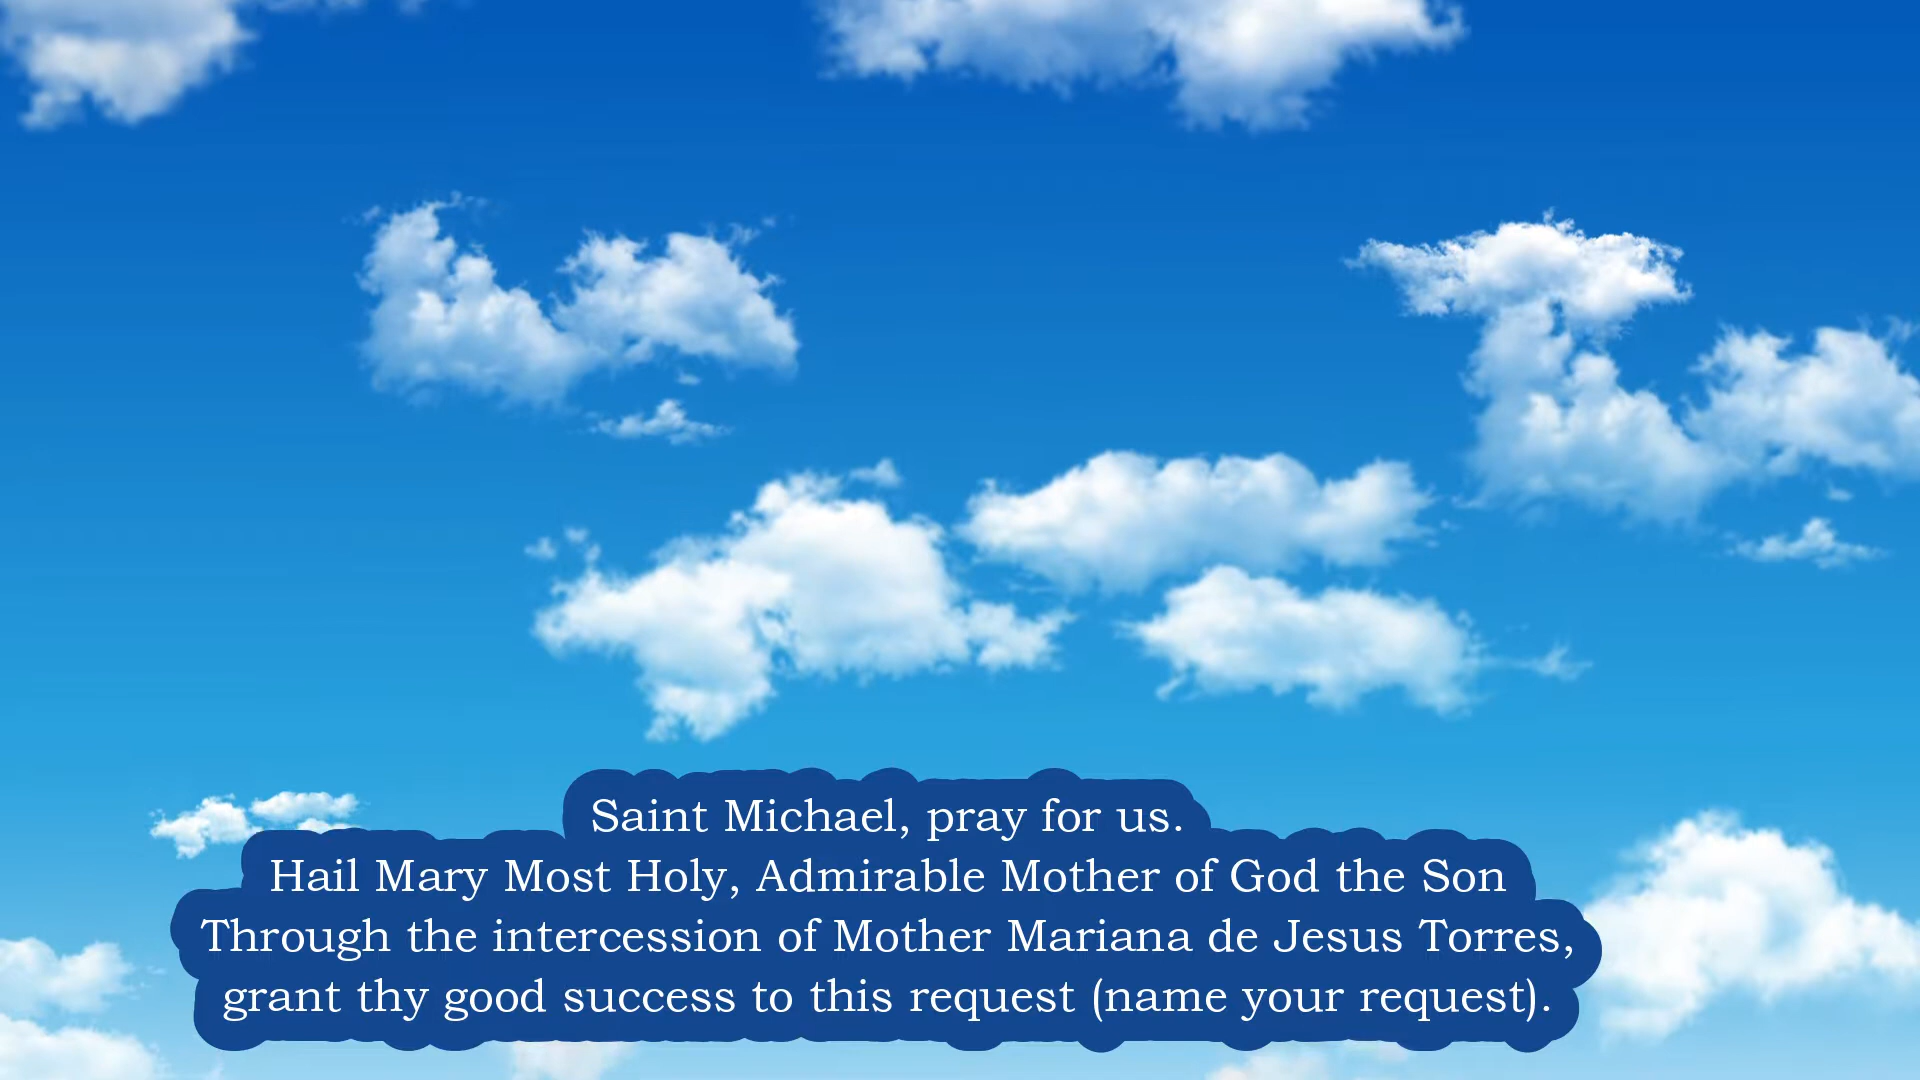 Saint Michael, pray for us.
Hail Mary Most Holy, Admirable Mother of God the Son
Through the intercession of Mother Mariana de Jesus Torres,
grant thy good success to this request (name your request).